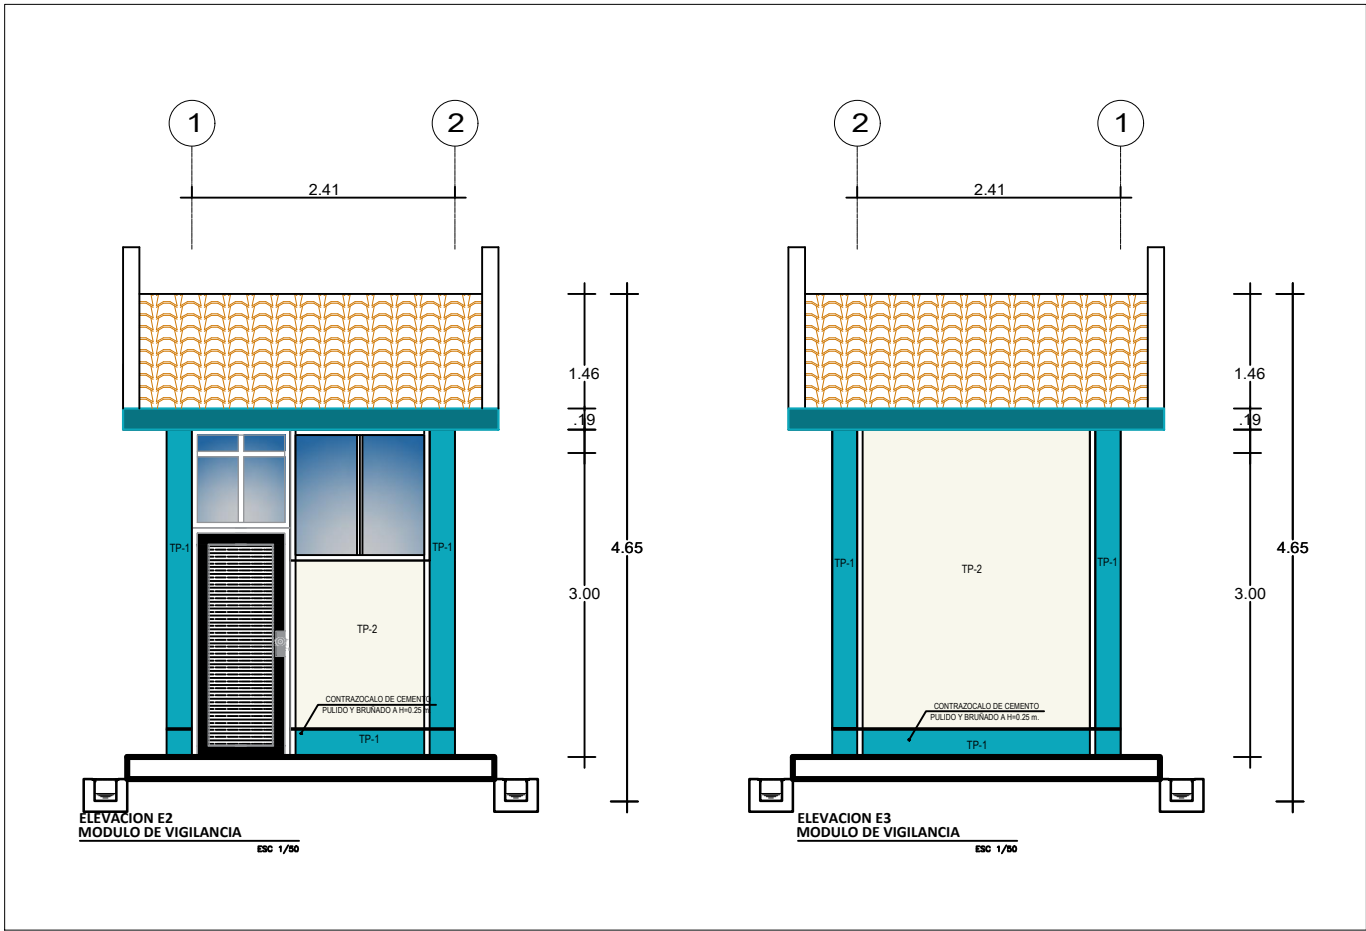 1
2
2.41
1.46
.19
4.65
3.00
TP-1
TP-1
TP-2
CONTRAZOCALO DE CEMENTO
PULIDO Y BRUÑADO A H=0.25 m.
TP-1
ELEVACION E2
MODULO DE VIGILANCIA
ESC 1/50
2
1
2.41
1.46
.19
4.65
3.00
TP-1
TP-1
TP-2
CONTRAZOCALO DE CEMENTO
PULIDO Y BRUÑADO A H=0.25 m.
TP-1
ELEVACION E3
MODULO DE VIGILANCIA
ESC 1/50